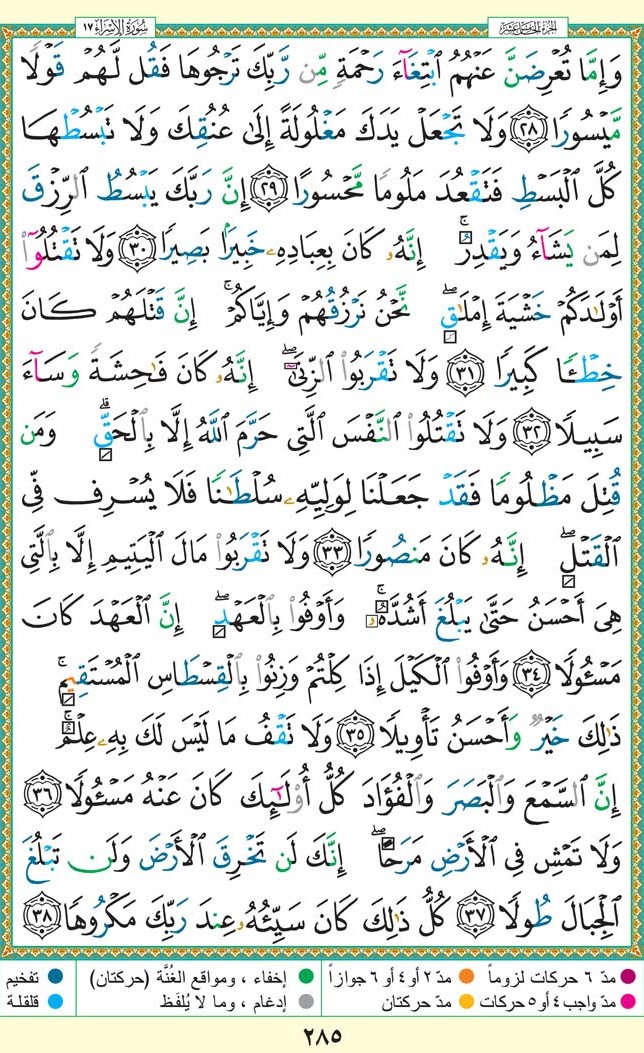 سُورَةُ الإِسْرَاء ١٧
الجزء الخامس عشر
وَإِمَّا تُعْرِضَنَّ عَنْهُمُ ٱبْتِغَآءَ رَحْمَةٍ مِّن رَّبِّكَ تَرْجُوهَا فَقُل لَّهُمْ قَوْلًا
مَّيْسُورًا ٢٨ وَلَا تَجْعَلْ يَدَكَ مَغْلُولَةً إِلَىٰ عُنُقِكَ وَلَا تَبْسُطْهَا
كُلَّ ٱلْبَسْطِ فَتَقْعُدَ مَلُومًا مَّحْسُورًا ٢٩ إِنَّ رَبَّكَ يَبْسُطُ ٱلرِّزْقَ
لِمَن يَشَآءُ وَيَقْدِرُ ۚ إِنَّهُۥ كَانَ بِعِبَادِهِۦ خَبِيرًۢا بَصِيرًا ٣٠ وَلَا تَقْتُلُوٓا۟
أَوْلَٰدَكُمْ خَشْيَةَ إِمْلَٰقٍ ۖ نَّحْنُ نَرْزُقُهُمْ وَإِيَّاكُمْ ۚ إِنَّ قَتْلَهُمْ كَانَ
خِطْـًٔا كَبِيرًا ٣١ وَلَا تَقْرَبُوا۟ ٱلزِّنَىٰٓ ۖ إِنَّهُۥ كَانَ فَٰحِشَةً وَسَآءَ
سَبِيلًا ٣٢ وَلَا تَقْتُلُوا۟ ٱلنَّفْسَ ٱلَّتِى حَرَّمَ ٱللَّهُ إِلَّا بِٱلْحَقِّ ۗ وَمَن
قُتِلَ مَظْلُومًا فَقَدْ جَعَلْنَا لِوَلِيِّهِۦ سُلْطَٰنًا فَلَا يُسْرِف فِّى
ٱلْقَتْلِ ۖ إِنَّهُۥ كَانَ مَنصُورًا ٣٣ وَلَا تَقْرَبُوا۟ مَالَ ٱلْيَتِيمِ إِلَّا بِٱلَّتِى
هِىَ أَحْسَنُ حَتَّىٰ يَبْلُغَ أَشُدَّهُۥ ۚ وَأَوْفُوا۟ بِٱلْعَهْدِ ۖ إِنَّ ٱلْعَهْدَ كَانَ
مَسْـُٔولًا ٣٤ وَأَوْفُوا۟ ٱلْكَيْلَ إِذَا كِلْتُمْ وَزِنُوا۟ بِٱلْقِسْطَاسِ ٱلْمُسْتَقِيمِ ۚ
ذَٰلِكَ خَيْرٌ وَأَحْسَنُ تَأْوِيلًا ٣٥ وَلَا تَقْفُ مَا لَيْسَ لَكَ بِهِۦ عِلْمٌ ۚ
إِنَّ ٱلسَّمْعَ وَٱلْبَصَرَ وَٱلْفُؤَادَ كُلُّ أُو۟لَٰٓئِكَ كَانَ عَنْهُ مَسْـُٔولًا ٣٦
وَلَا تَمْشِ فِى ٱلْأَرْضِ مَرَحًا ۖ إِنَّكَ لَن تَخْرِقَ ٱلْأَرْضَ وَلَن تَبْلُغَ
ٱلْجِبَالَ طُولًا ٣٧ كُلُّ ذَٰلِكَ كَانَ سَيِّئُهُۥ عِندَ رَبِّكَ مَكْرُوهًا ٣٨
مدّ ٦ حركات لزوماً مدّ ٢ أو ٤ أو ٦ جوازاً إخفاء ، ومواقع الغُنَّة (حركتان) تفخيم
مدّ واجب ٤ أو ٥ حركات مدّ حركتان إدغام ، وما لا يُلفَظ قلقلة
٢٨٥